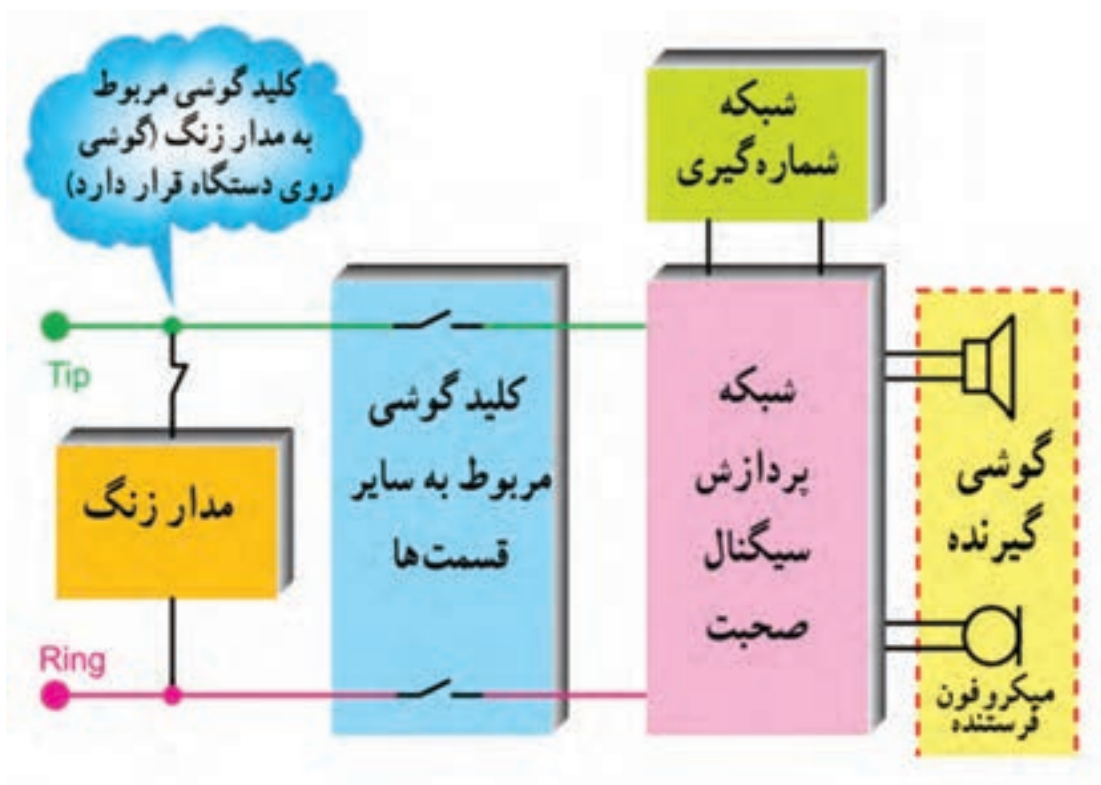 کلید گوشی مربوط
به مدار زنگ (گوشی
روی دستگاه قرار دارد)
شبکه
شماره‌گیری
Tip
کلید گوشی
مربوط به سایر
قسمت‌ها
شبکه
پردازش
سیگنال
صحبت
گوشی
گیرنده
مدار زنگ
Ring
میکروفون
فرستنده